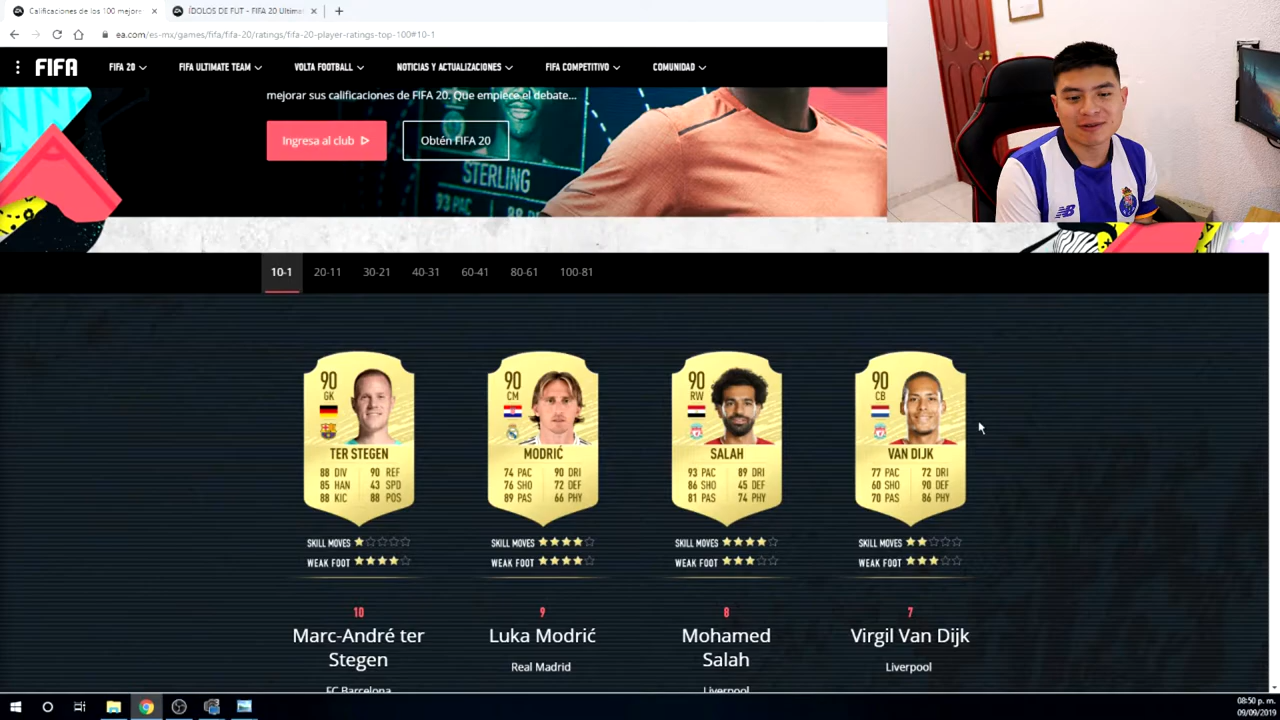 Calificaciones de los 100 mejor
ÍDOLOS DE FUT - FIFA 20 Ultima
ea.com/es-mx/games/fifa/fifa-20/ratings/fifa-20-player-ratings-top-100#10-1
FIFA
FIFA 20
FIFA ULTIMATE TEAM
VOLTA FOOTBALL
NOTICIAS Y ACTUALIZACIONES
FIFA COMPETITIVO
COMUNIDAD
mejorar sus calificaciones de FIFA 20. Que empiece el debate...
Ingresa al club
Obtén FIFA 20
STERLING
93 PAC
NB
10-1
20-11
30-21
40-31
60-41
80-61
100-81
90
GK
TER STEGEN
88 DIV 90 REF
85 HAN 43 SPD
88 KIC 88 POS
SKILL MOVES
WEAK FOOT
10
Marc-André ter
Stegen
FC Barcelona
90
CM
MODRIĆ
74 PAC 90 DRI
76 SHO 72 DEF
89 PAS 66 PHY
SKILL MOVES
WEAK FOOT
9
Luka Modrić
Real Madrid
90
RW
SALAH
93 PAC 89 DRI
86 SHO 45 DEF
81 PAS 74 PHY
SKILL MOVES
WEAK FOOT
8
Mohamed
Salah
Liverpool
90
CB
VAN DIJK
77 PAC 72 DRI
60 SHO 90 DEF
70 PAS 86 PHY
SKILL MOVES
WEAK FOOT
7
Virgil Van Dijk
Liverpool
08:50 p. m.
09/09/2019